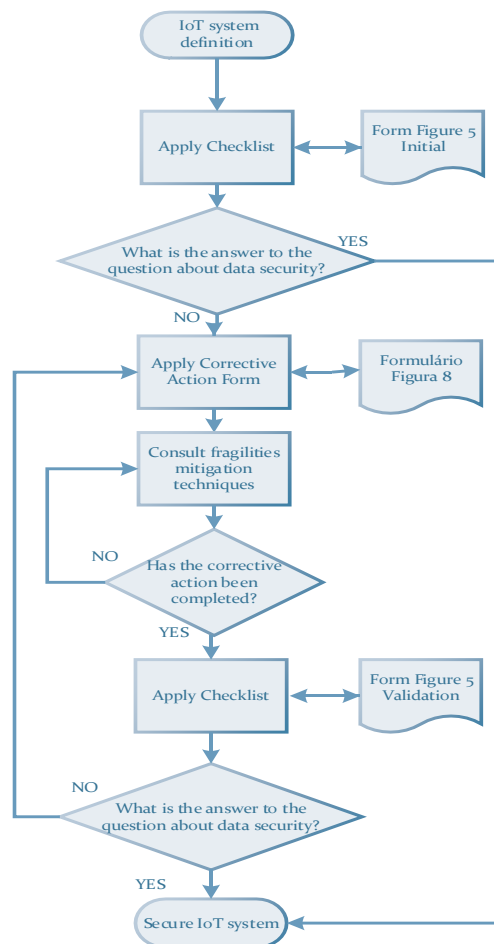 IoT system
definition
Apply Checklist
Form Figure 5
Initial
What is the answer to the
question about data security?
YES
NO
Apply Corrective
Action Form
Formulário
Figura 8
Consult fragilities
mitigation
techniques
NO
Has the corrective
action been
completed?
YES
Apply Checklist
Form Figure 5
Validation
NO
What is the answer to the
question about data security?
YES
Secure IoT system